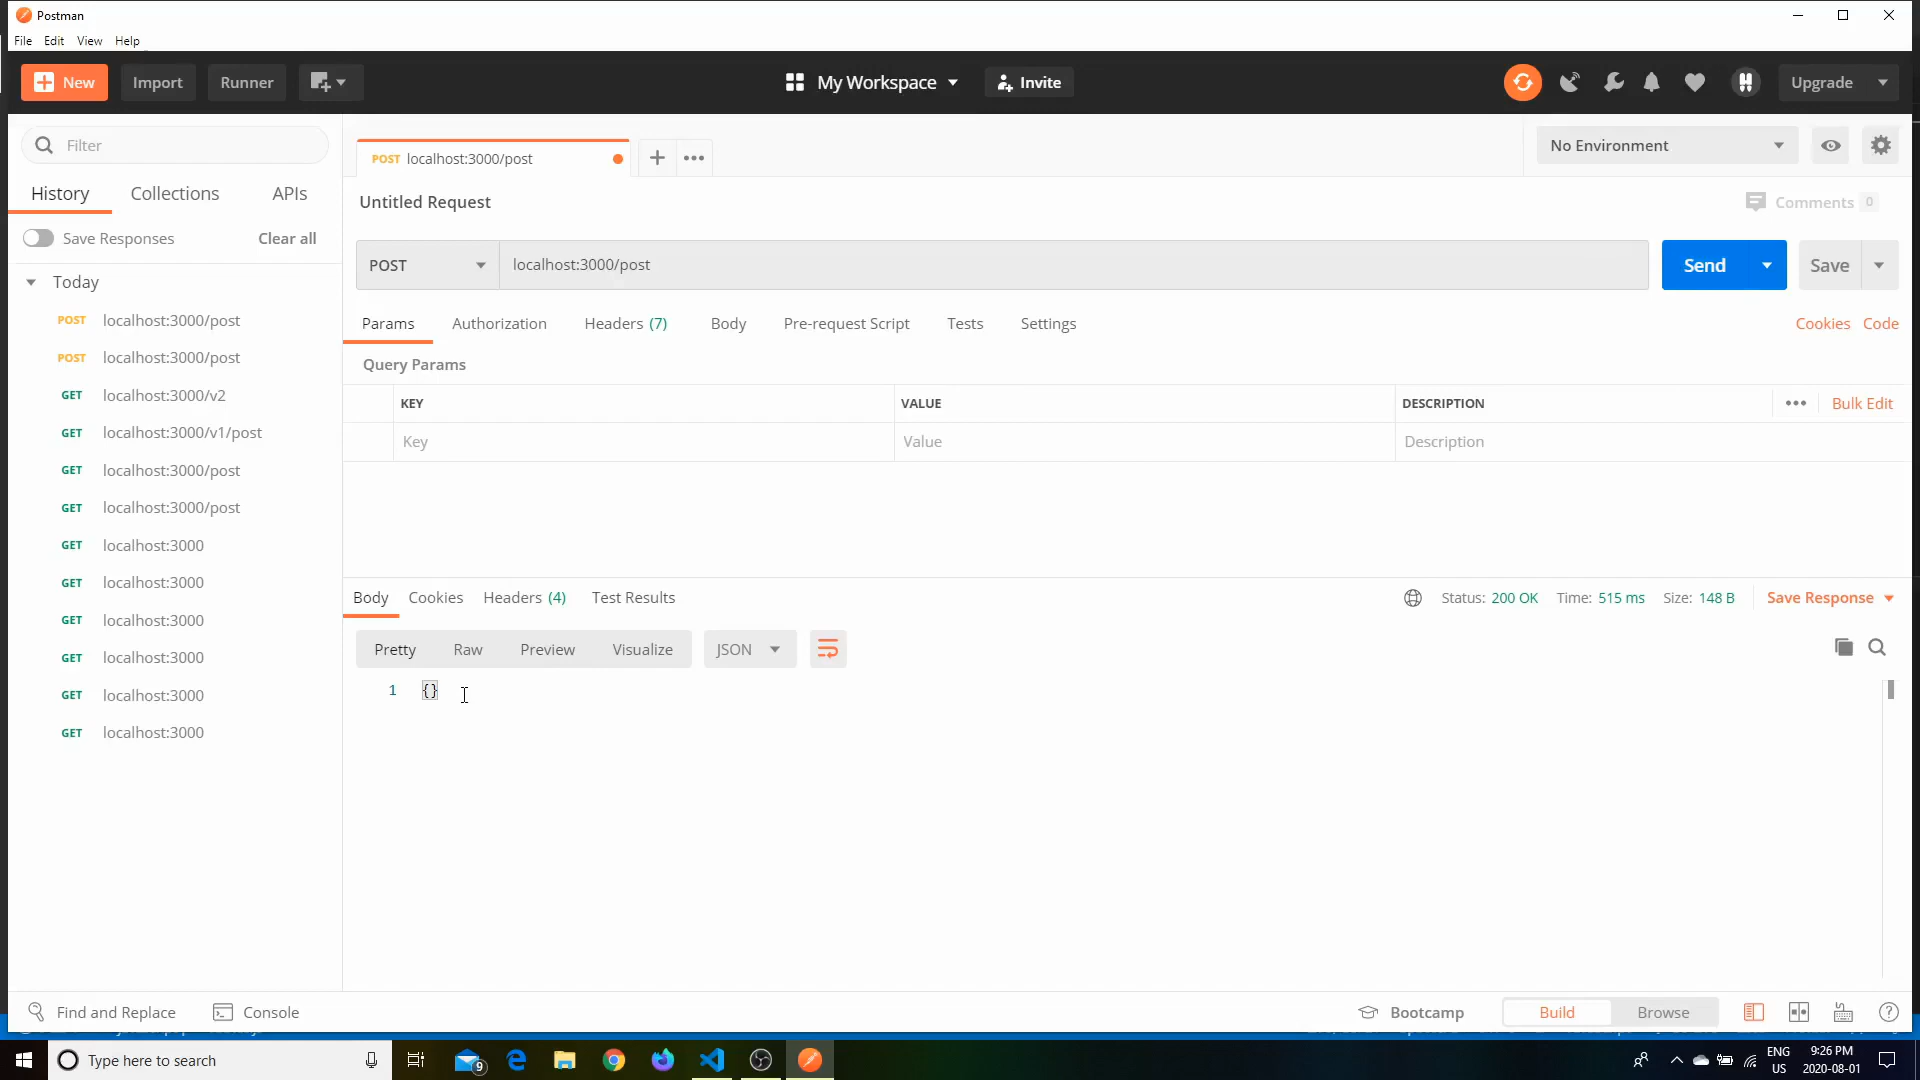 Postman
File Edit View Help
New Import Runner My Workspace Invite Upgrade
Filter
History Collections APIs
Save Responses Clear all
Today
POST localhost:3000/post
POST localhost:3000/post
GET localhost:3000/v2
GET localhost:3000/v1/post
GET localhost:3000/post
GET localhost:3000/post
GET localhost:3000
GET localhost:3000
GET localhost:3000
GET localhost:3000
GET localhost:3000
GET localhost:3000
POST localhost:3000/post
No Environment
Untitled Request
Comments 0
POST localhost:3000/post Send Save
Params Authorization Headers (7) Body Pre-request Script Tests Settings Cookies Code
Query Params
KEY VALUE DESCRIPTION Bulk Edit
Key Value Description
Body Cookies Headers (4) Test Results Status: 200 OK Time: 515 ms Size: 148 B Save Response
Pretty Raw Preview Visualize JSON
1 {}
Find and Replace Console Bootcamp Build Browse
Type here to search
9
ENG
US
9:26 PM
2020-08-01